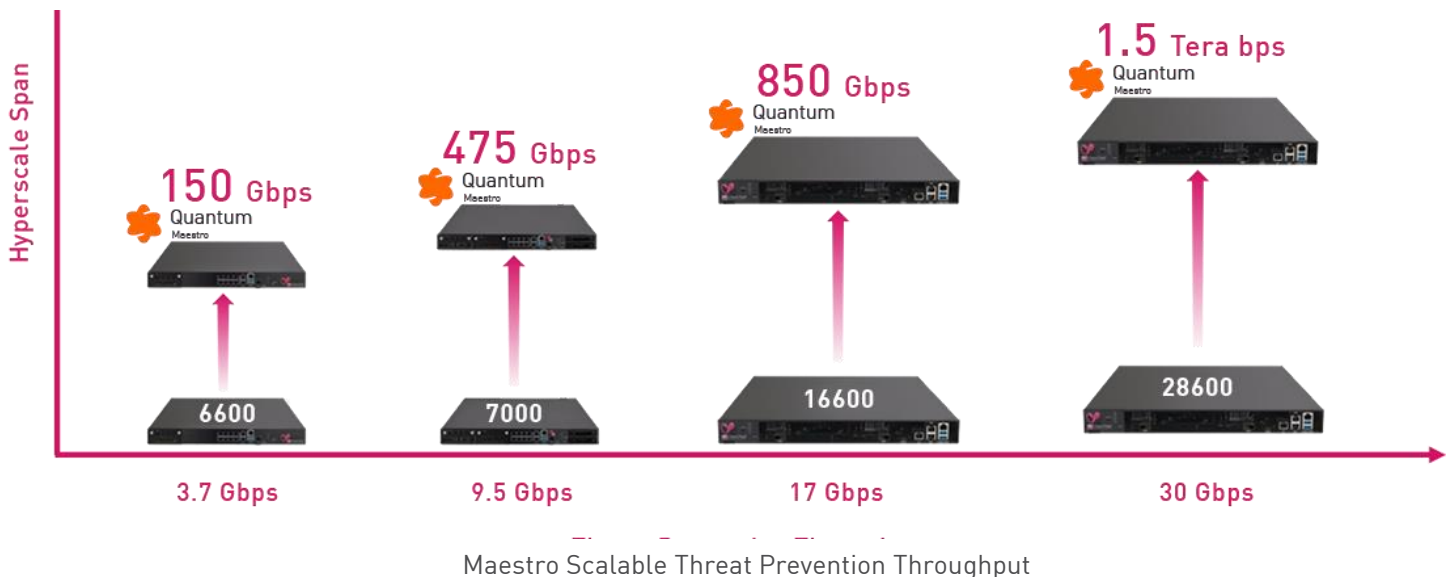 Hyperscale Span
150 Gbps
Quantum
Maestro
475 Gbps
Quantum
Maestro
850 Gbps
Quantum
Maestro
1.5 Tera bps
Quantum
Maestro
6600
7000
16600
28600
3.7 Gbps
9.5 Gbps
17 Gbps
30 Gbps
Maestro Scalable Threat Prevention Throughput